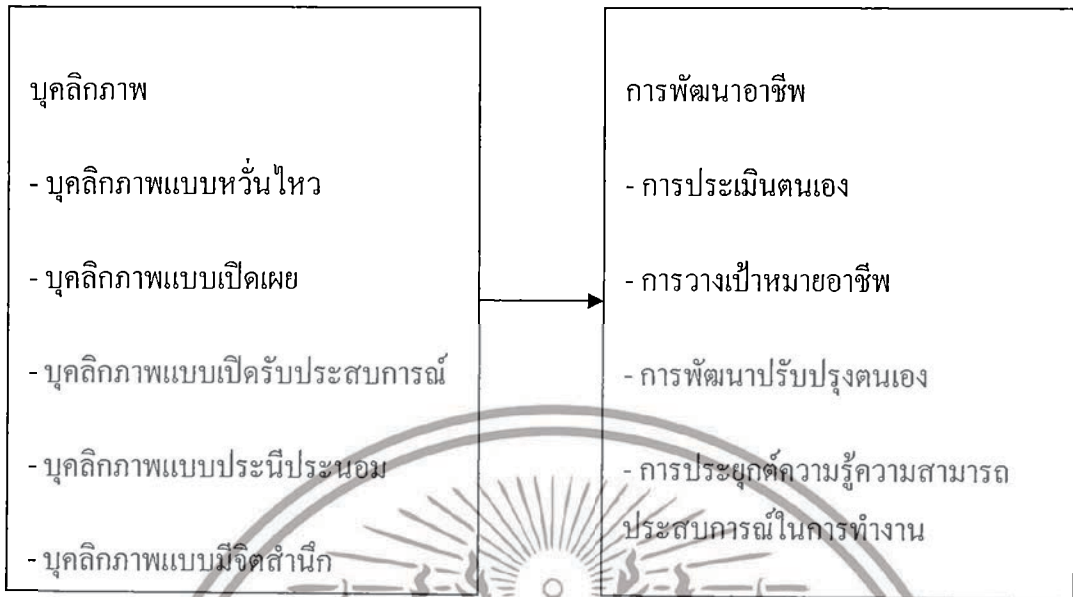 บุคลิกภาพ
- บุคลิกภาพแบบหวั่นไหว
- บุคลิกภาพแบบเปิดเผย
- บุคลิกภาพแบบเปิดรับประสบการณ์
- บุคลิกภาพแบบประนีประนอม
- บุคลิกภาพแบบมีจิตสำนึก
การพัฒนาอาชีพ
- การประเมินตนเอง
- การวางเป้าหมายอาชีพ
- การพัฒนาปรับปรุงตนเอง
- การประยุกต์ความรู้ความสามารถ
ประสบการณ์ในการทำงาน